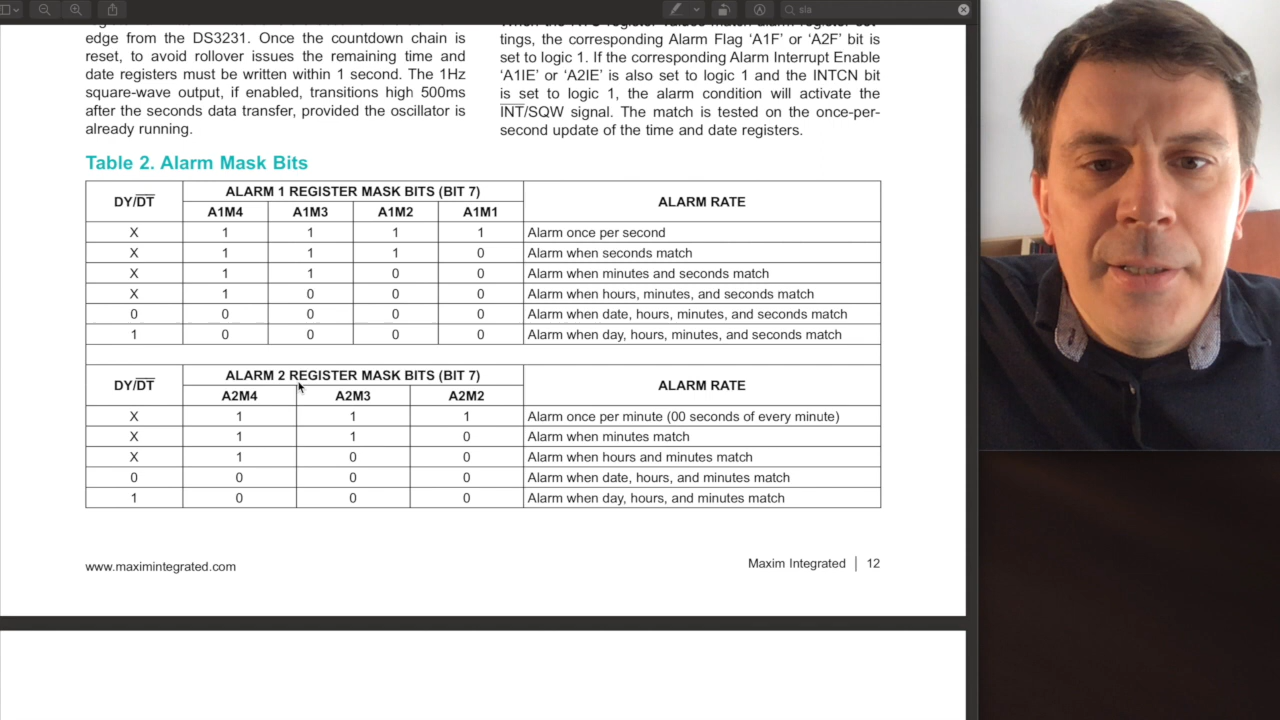 sla
edge from the DS3231. Once the countdown chain is
reset, to avoid rollover issues the remaining time and
date registers must be written within 1 second. The 1Hz
square-wave output, if enabled, transitions high 500ms
after the seconds data transfer, provided the oscillator is
already running.
tings, the corresponding Alarm Flag ‘A1F’ or ‘A2F’ bit is
set to logic 1. If the corresponding Alarm Interrupt Enable
‘A1IE’ or ‘A2IE’ is also set to logic 1 and the INTCN bit
is set to logic 1, the alarm condition will activate the
INT/SQW signal. The match is tested on the once-per-
second update of the time and date registers.
Table 2. Alarm Mask Bits
DY/DT ALARM 1 REGISTER MASK BITS (BIT 7) ALARM RATE
A1M4 A1M3 A1M2 A1M1
X 1 1 1 1 Alarm once per second
X 1 1 1 0 Alarm when seconds match
X 1 1 0 0 Alarm when minutes and seconds match
X 1 0 0 0 Alarm when hours, minutes, and seconds match
0 0 0 0 0 Alarm when date, hours, minutes, and seconds match
1 0 0 0 0 Alarm when day, hours, minutes, and seconds match
DY/DT ALARM 2 REGISTER MASK BITS (BIT 7) ALARM RATE
A2M4 A2M3 A2M2
X 1 1 1 Alarm once per minute (00 seconds of every minute)
X 1 1 0 Alarm when minutes match
X 1 0 0 Alarm when hours and minutes match
0 0 0 0 Alarm when date, hours, and minutes match
1 0 0 0 Alarm when day, hours, and minutes match
www.maximintegrated.com
Maxim Integrated | 12